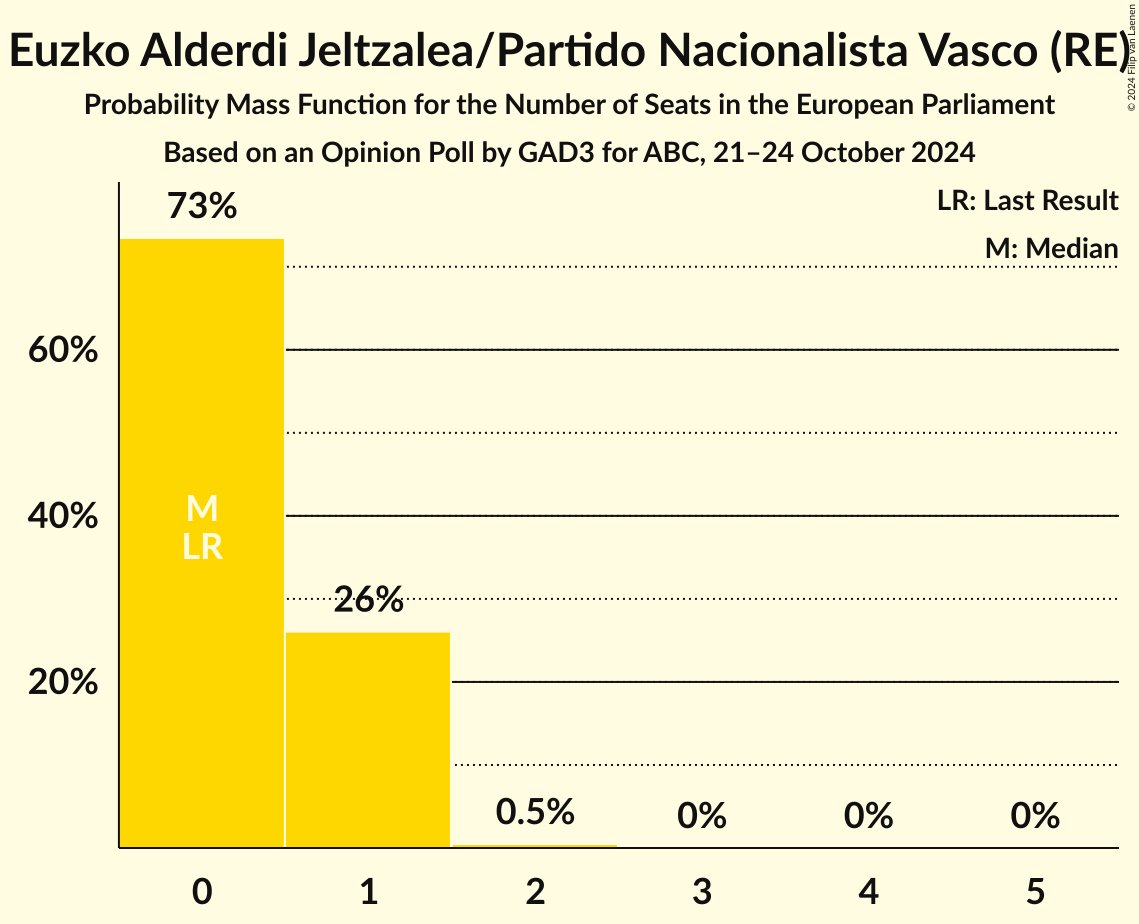 Euzko Alderdi Jeltzalea/Partido Nacionalista Vasco (RE)
© 2024 Filip van Laenen
Probability Mass Function for the Number of Seats in the European Parliament
Based on an Opinion Poll by GAD3 for ABC, 21–24 October 2024
LR: Last Result
M: Median
73%
60%
40%
20%
M
LR
26%
0.5%
0%
0%
0%
0
1
2
3
4
5